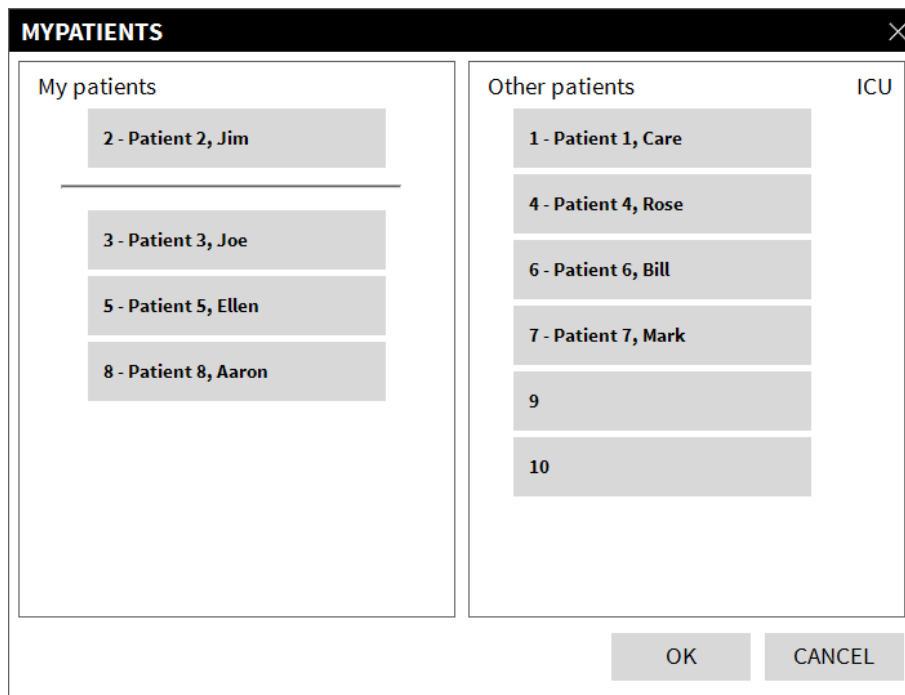 MYPATIENTS
My patients
2 - Patient 2, Jim
3 - Patient 3, Joe
5 - Patient 5, Ellen
8 - Patient 8, Aaron
Other patients ICU
1 - Patient 1, Care
4 - Patient 4, Rose
6 - Patient 6, Bill
7 - Patient 7, Mark
9
10
OK CANCEL